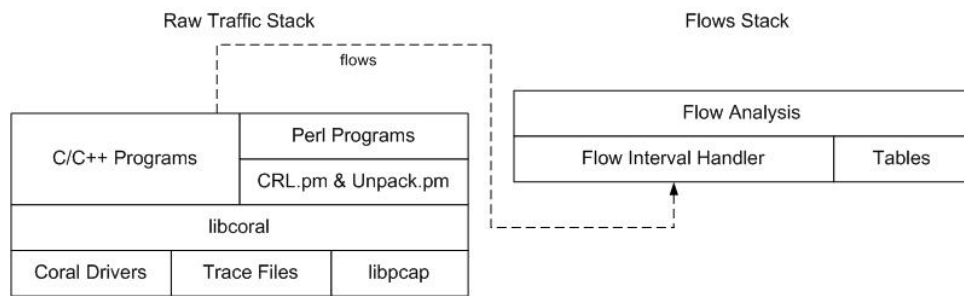 Raw Traffic Stack
Flows Stack
flows
C/C++ Programs
Perl Programs
CRL.pm & Unpack.pm
libcoral
Coral Drivers
Trace Files
libpcap
Flow Analysis
Flow Interval Handler
Tables